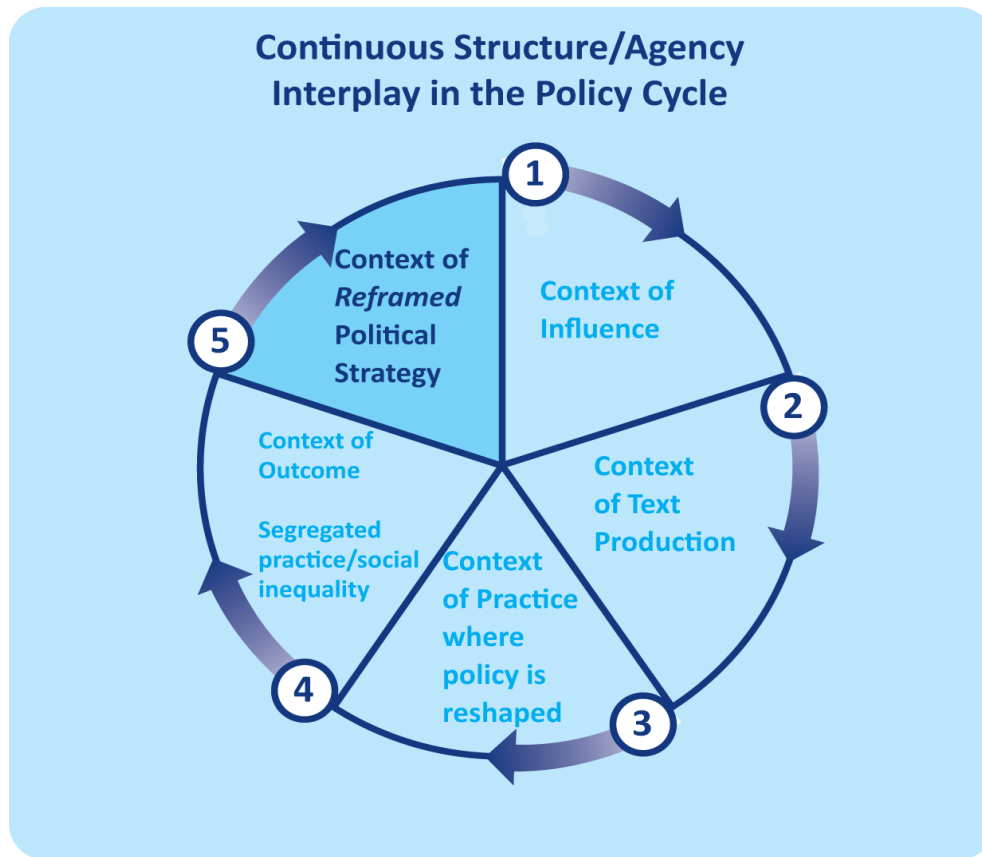 Continuous Structure/Agency
Interplay in the Policy Cycle
1
Context of
Influence
2
Context
of Text
Production
3
Context
of Practice
where
policy is
reshaped
4
Context of
Outcome
Segregated
practice/social
inequality
5
Context of
Reframed
Political
Strategy